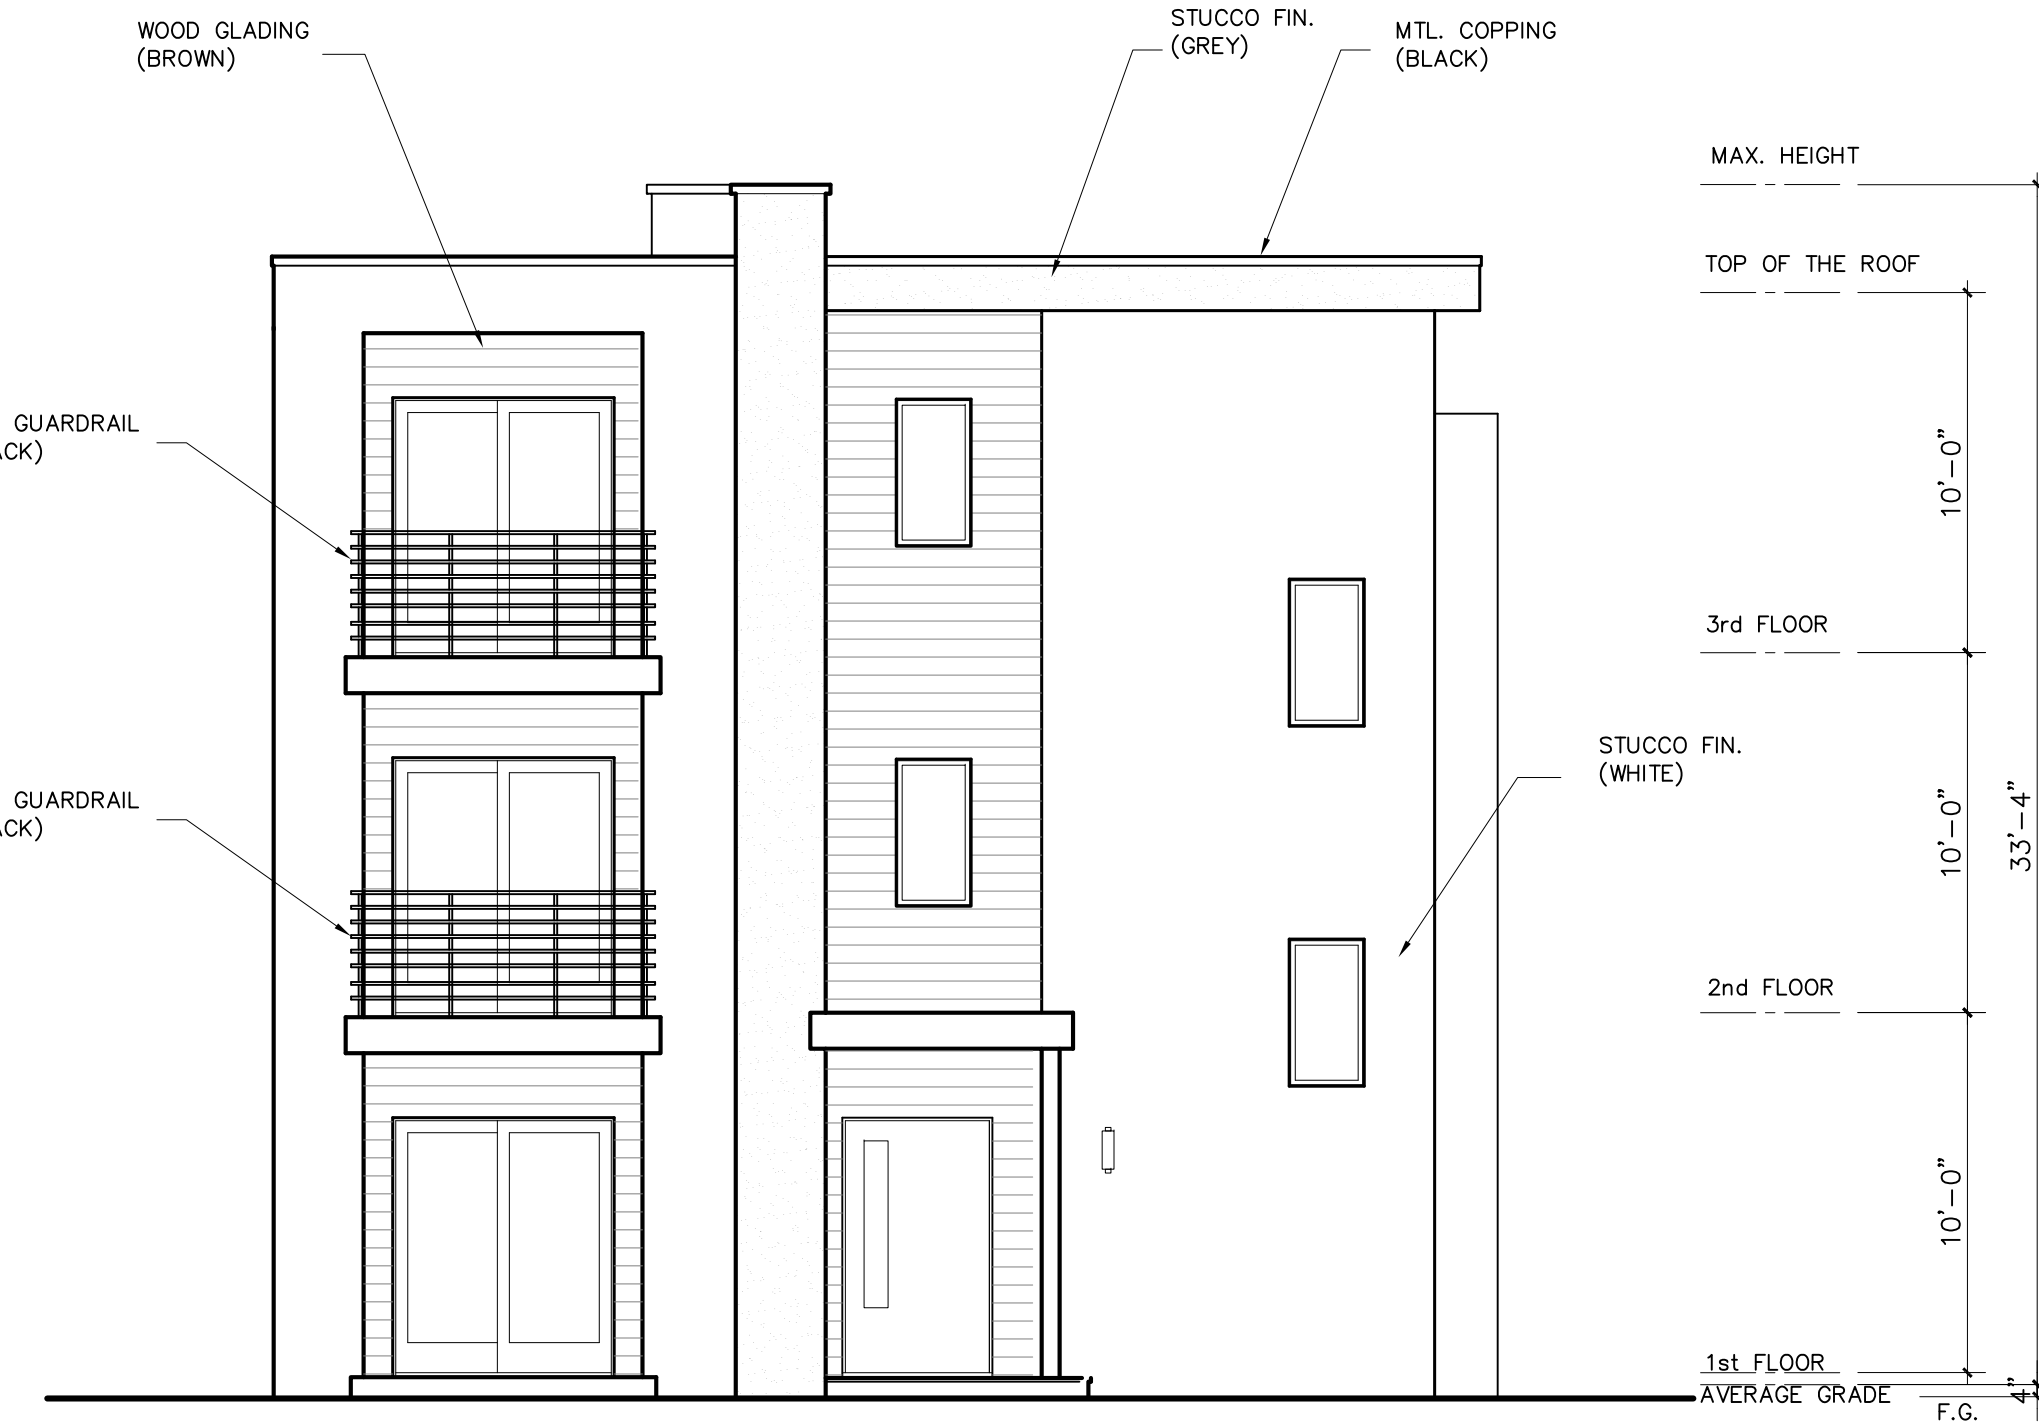 WOOD GLADING
(BROWN)
STUCCO FIN.
(GREY)
MTL. COPPING
(BLACK)
MAX. HEIGHT
TOP OF THE ROOF
GUARDRAIL
ACK)
10'-0"
3rd FLOOR
STUCCO FIN.
(WHITE)
GUARDRAIL
ACK)
10'-0"
33'-4"
2nd FLOOR
10'-0"
1st FLOOR
AVERAGE GRADE
4"
F.G.